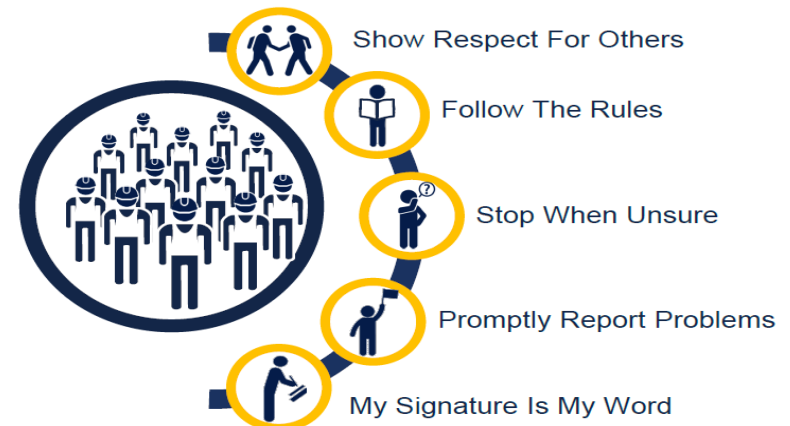 Show Respect For Others
Follow The Rules
?
Stop When Unsure
Promptly Report Problems
My Signature Is My Word